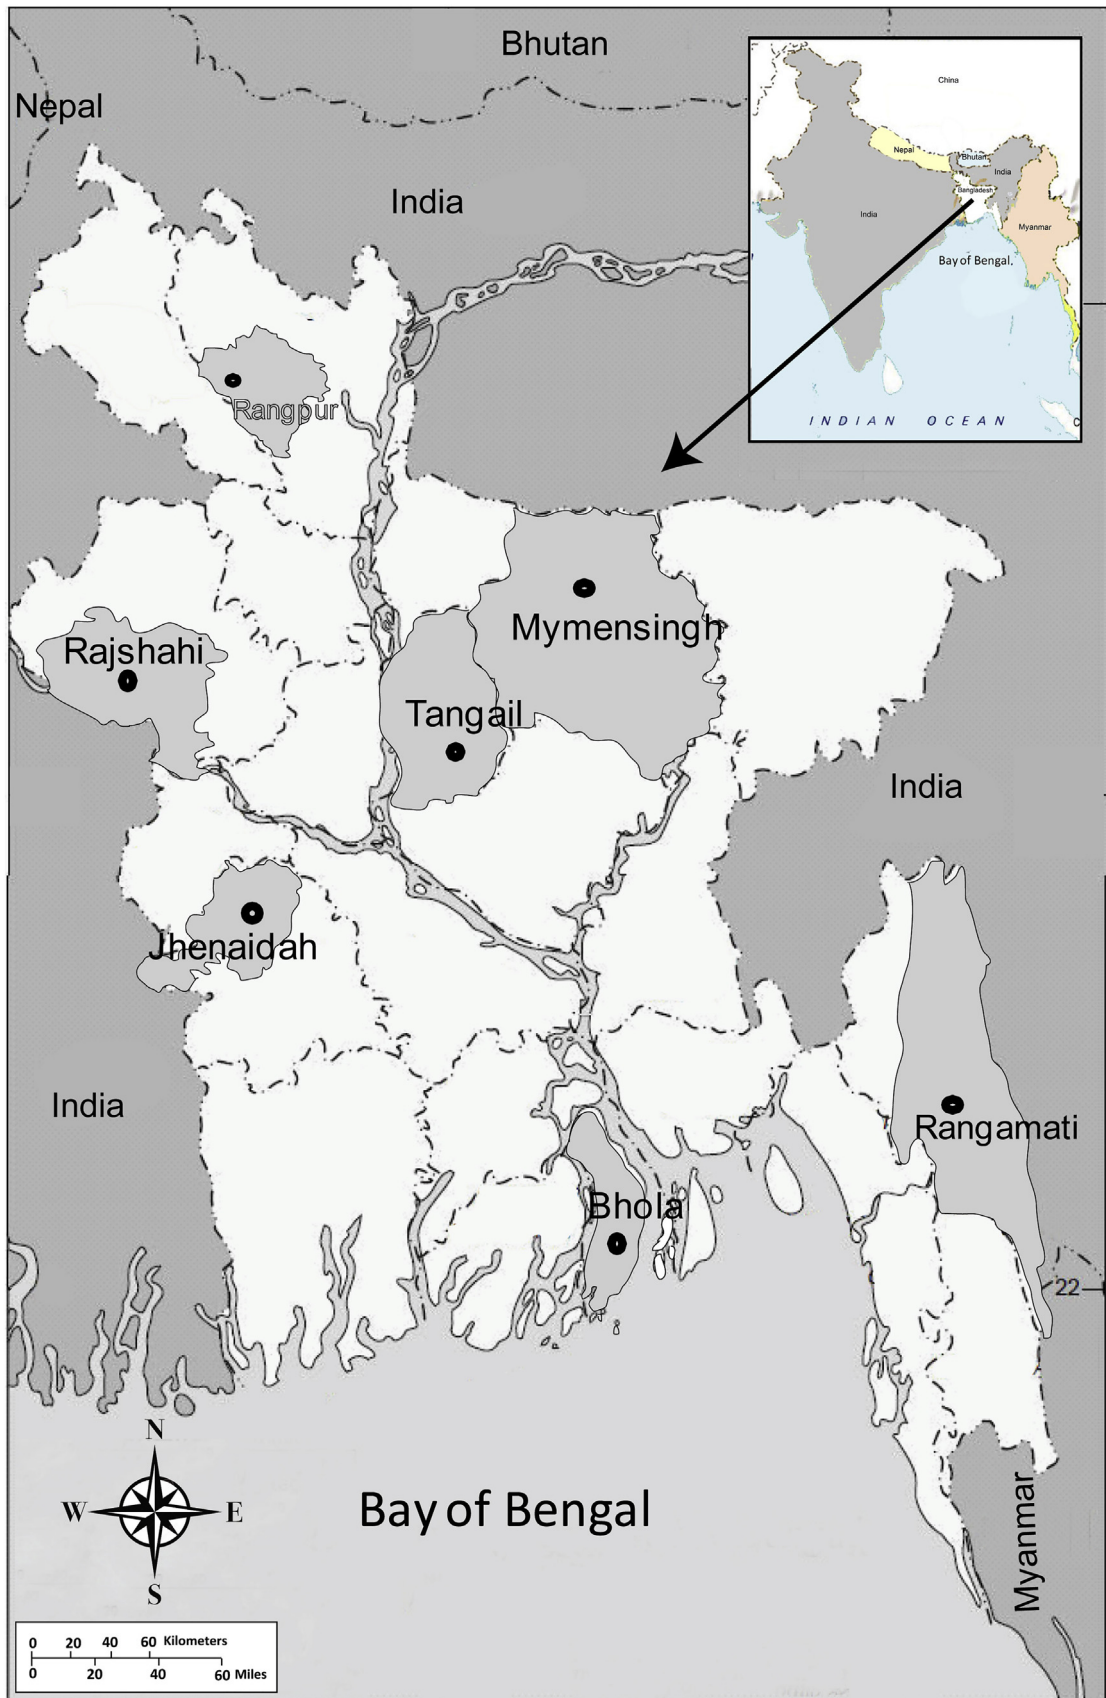 Bhutan
Nepal
India
China
Nepal
Bhutan
India
Bangladesh
India
Myanmar
Bay of Bengal.
INDIAN OCEAN
C
Rangpur
Mymensingh
Rajshahi
Tangail
India
Jhenaidah
India
Rangamati
Bhola
22
N
W E
S
Bay of Bengal
Myanmar
0 20 40 60 Kilometers
0 20 40 60 Miles